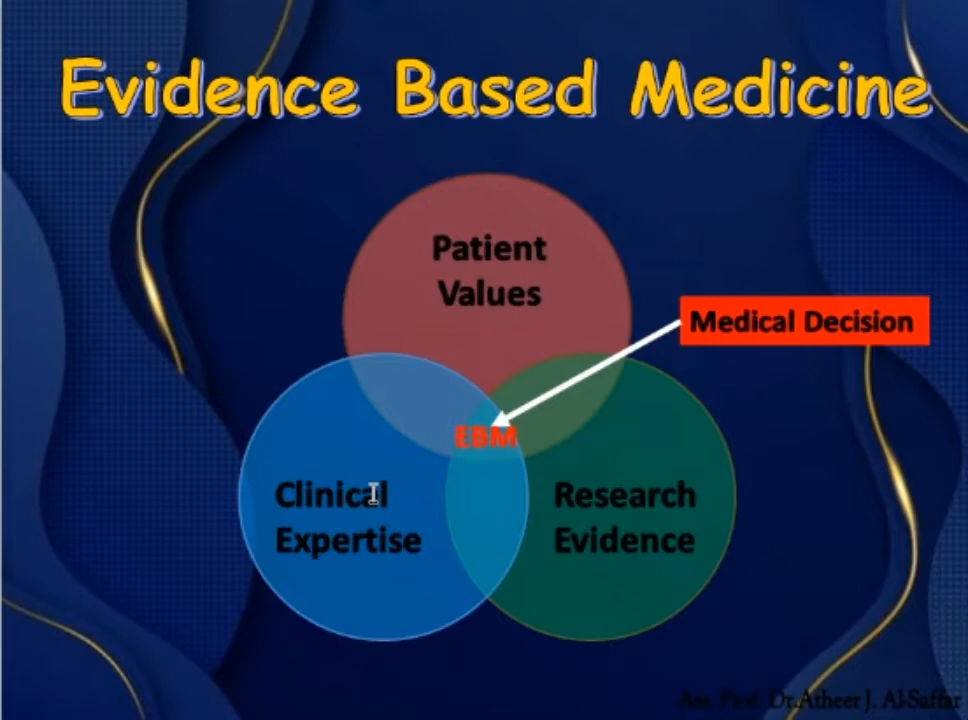 Evidence Based Medicine
Patient
Values
Medical Decision
EBM
Clinical
Expertise
Research
Evidence
Ass. Prof. Dr.Atheer J. Al-Saffar